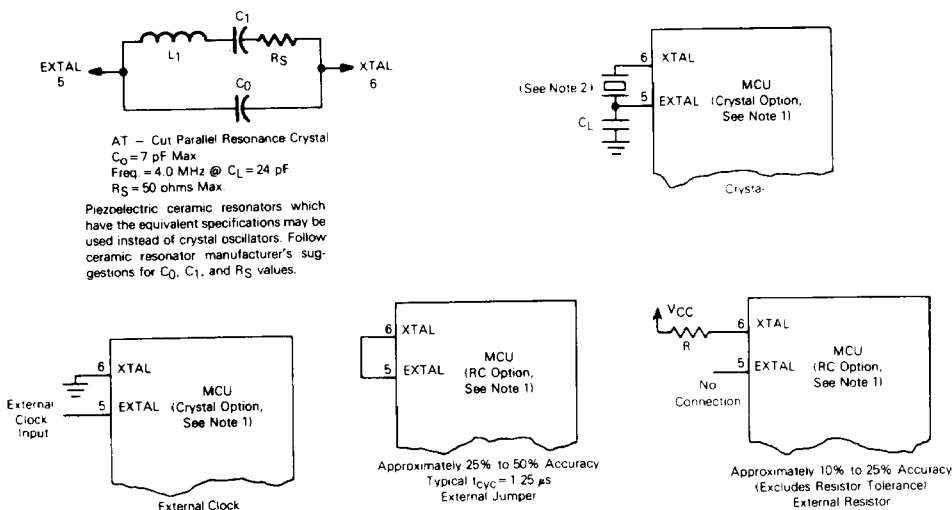 C1
L1
RS
EXTAL
5
XTAL
6
C0
AT – Cut Parallel Resonance Crystal
C0 = 7 pF Max
Freq. = 4.0 MHz @ CL = 24 pF
RS = 50 ohms Max.
Piezoelectric ceramic resonators which
have the equivalent specifications may be
used instead of crystal oscillators. Follow
ceramic resonator manufacturer's sug-
gestions for C0, C1, and RS values.
6
XTAL
(See Note 2)
5
EXTAL
CL
MCU
(Crystal Option,
See Note 1)
Crystal
6
XTAL
External
Clock
Input
5
EXTAL
MCU
(Crystal Option,
See Note 1)
External Clock
6
XTAL
5
EXTAL
MCU
(RC Option,
See Note 1)
Approximately 25% to 50% Accuracy
Typical tcyc = 1.25 μs
External Jumper
VCC
R
6
XTAL
5
EXTAL
No
Connection
MCU
(RC Option,
See Note 1)
Approximately 10% to 25% Accuracy
(Excludes Resistor Tolerance)
External Resistor